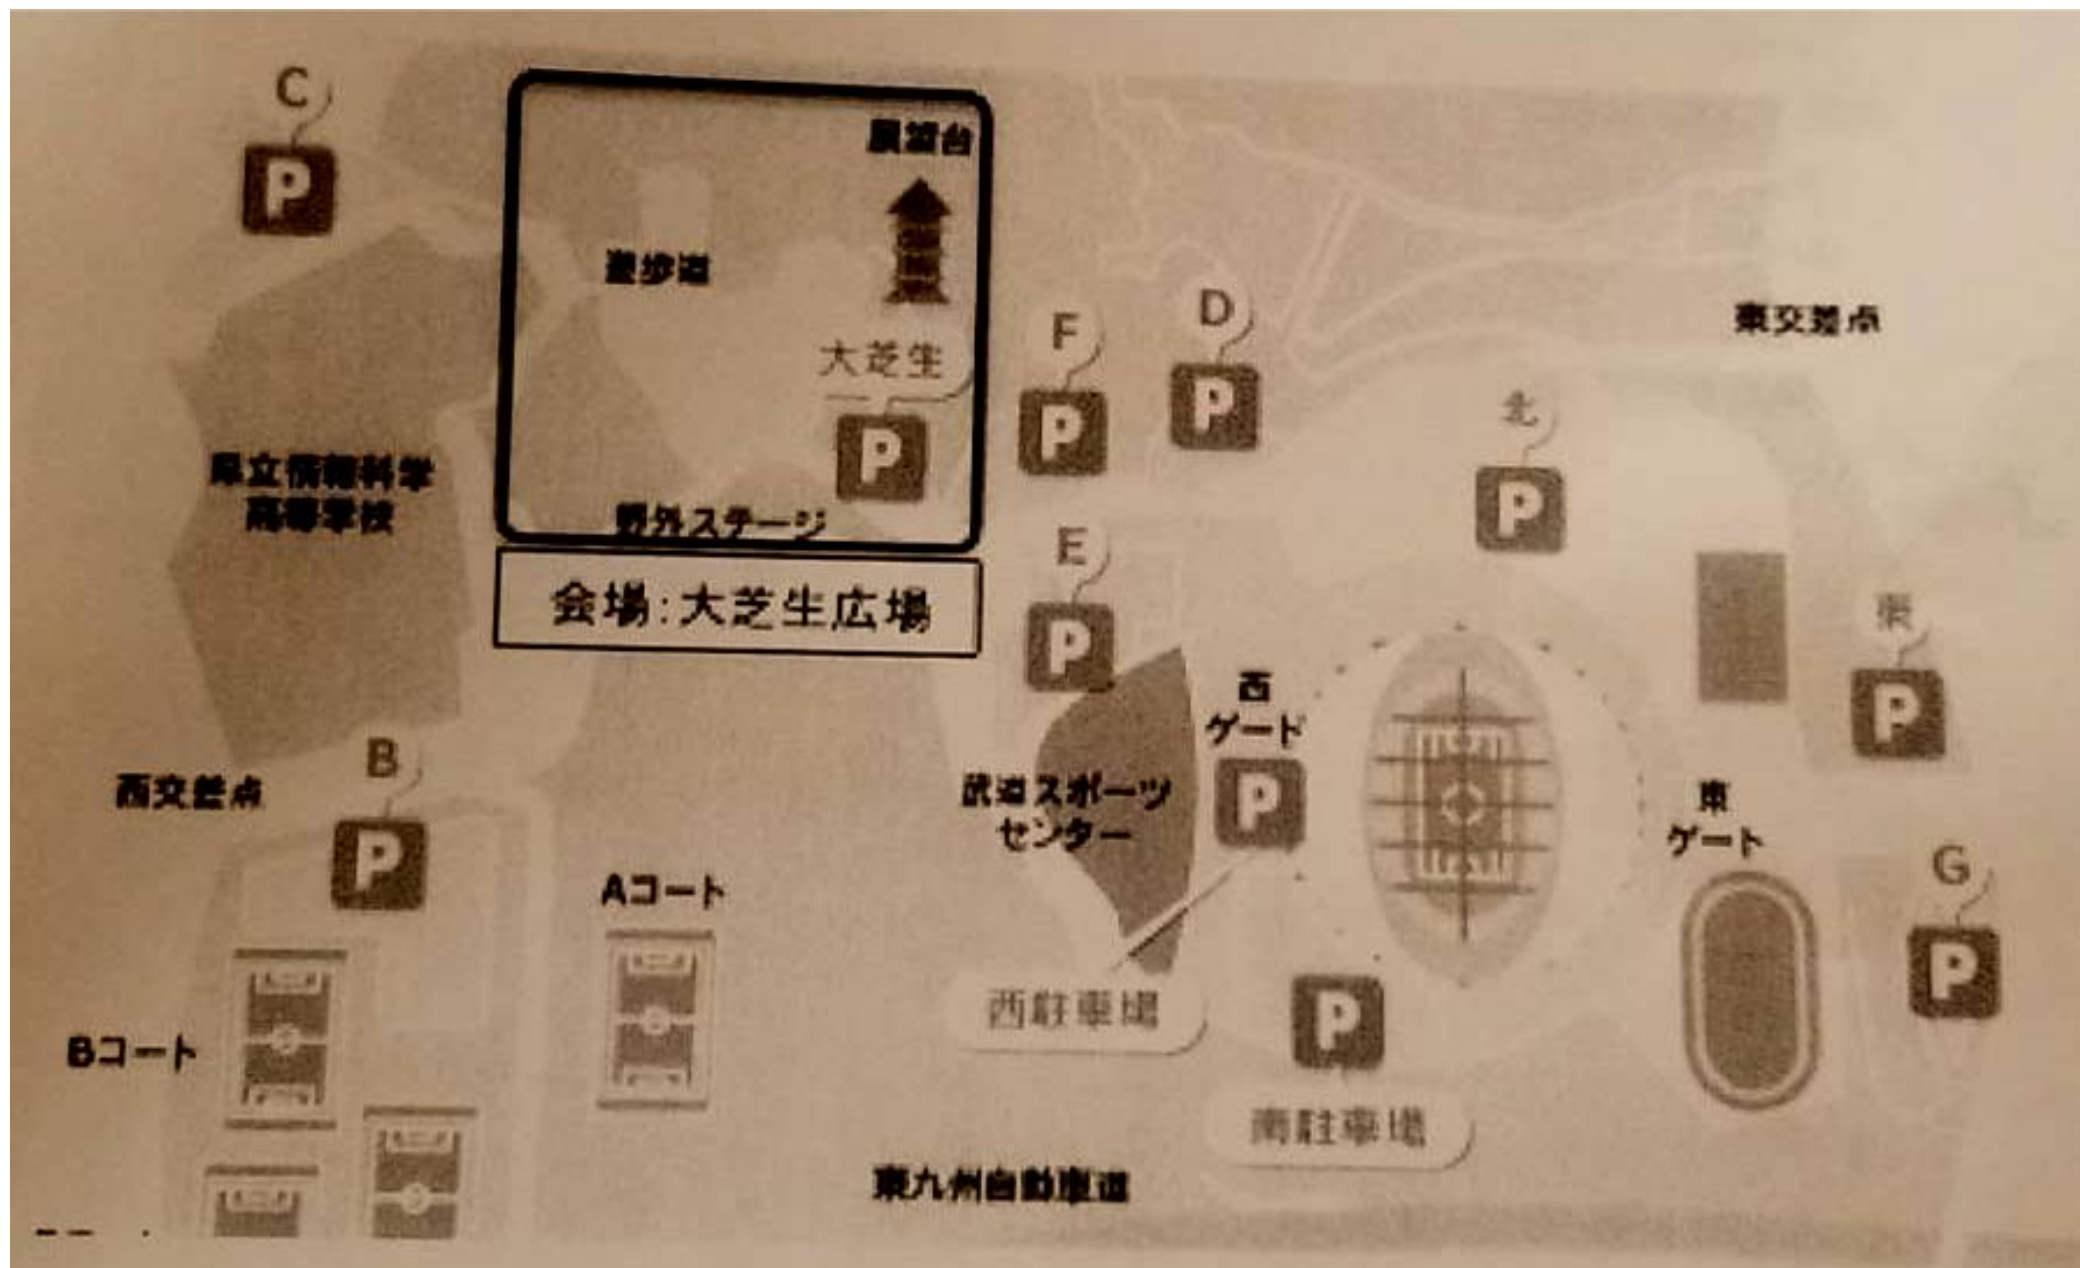 C
P
展望台
遊歩道
大芝生
P
F
P
D
P
東交差点
北
P
県立情報科学
高等学校
野外ステージ
会場:大芝生広場
E
P
東
P
西
ゲート
P
西交差点
B
P
武道スポーツ
センター
東
ゲート
G
P
Aコート
西駐車場
P
Bコート
南駐車場
東九州自動車道